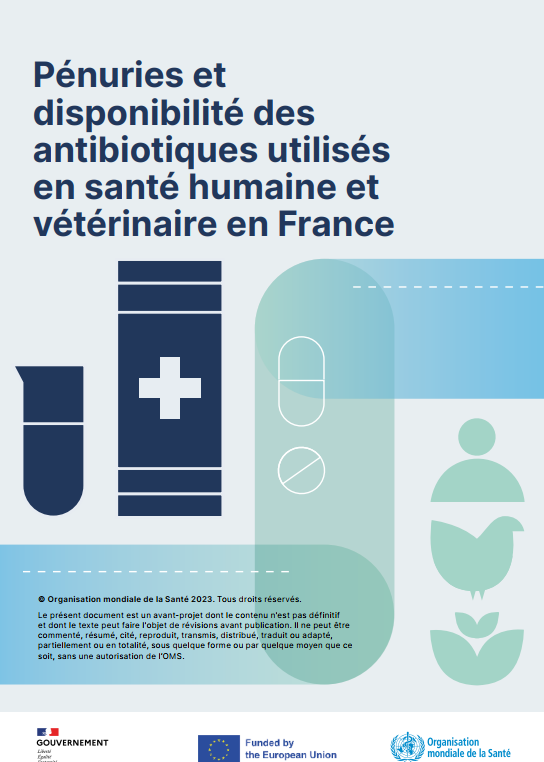 Pénuries et
disponibilité des
antibiotiques utilisés
en santé humaine et
vétérinaire en France
© Organisation mondiale de la Santé 2023. Tous droits réservés.
Le présent document est un avant-projet dont le contenu n'est pas définitif
et dont le texte peut faire l'objet de révisions avant publication. Il ne peut être
commenté, résumé, cité, reproduit, transmis, distribué, traduit ou adapté,
partiellement ou en totalité, sous quelque forme ou par quelque moyen que ce
soit, sans une autorisation de l'OMS.
GOUVERNEMENT
Liberté
Égalité
Funded by
the European Union
Organisation
mondiale de la Santé